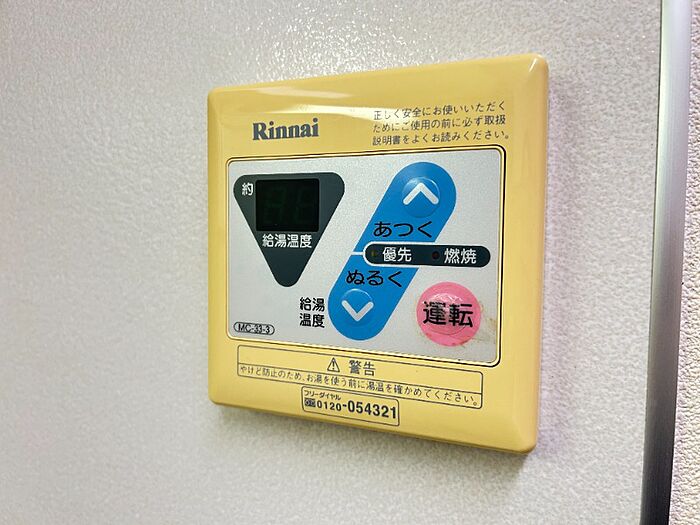 Rinnai
正しく安全にお使いいただく
ためにご使用の前に必ず取扱
説明書をよくお読みください。
約
給湯温度
あつく
優先 燃焼
ぬるく
給湯
温度
運転
MC-33-3
警告
やけど防止のため、お湯を使う前に湯温を確かめてください。
フリーダイヤル
0120-054321